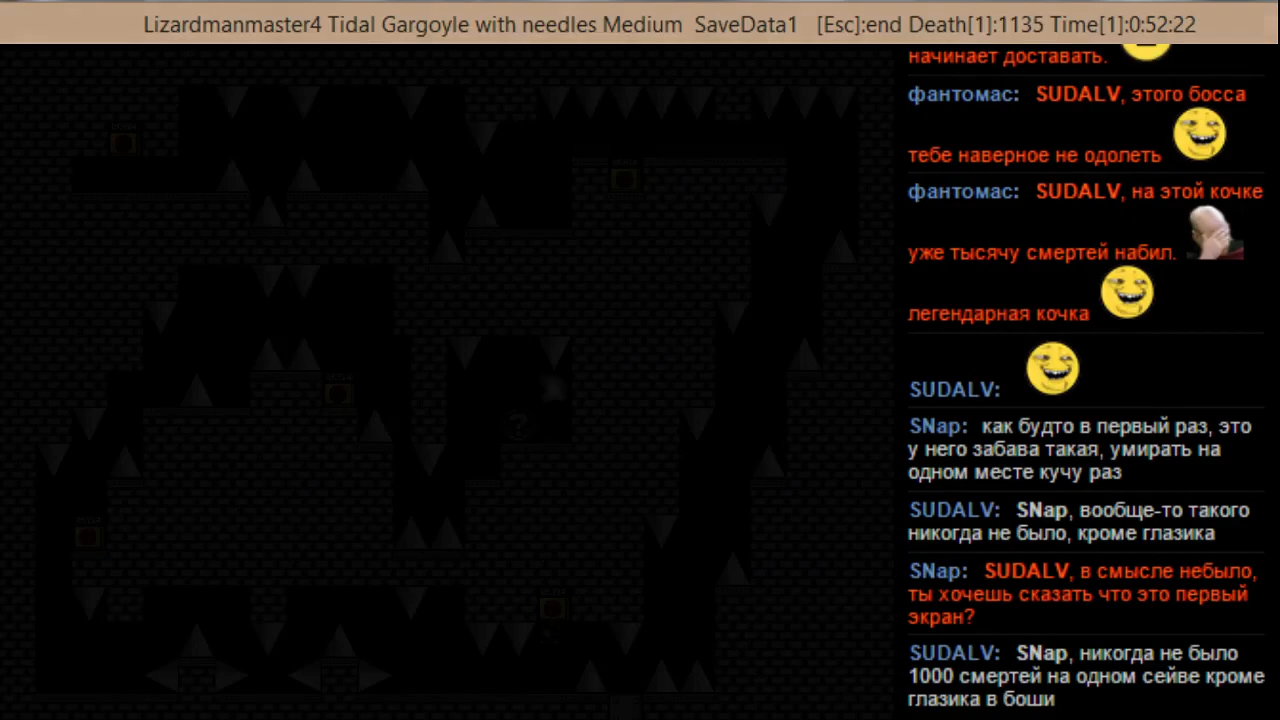 Lizardmanmaster4 Tidal Gargoyle with needles Medium SaveData1 [Esc]:end Death[1]:1135 Time[1]:0:52:22
начинает доставать.
фантомас: SUDALV, этого босса
тебе наверное не одолеть
фантомас: SUDALV, на этой кочке
уже тысячу смертей набил.
легендарная кочка
SUDALV:
SNap: как будто в первый раз, это
у него забава такая, умирать на
одном месте кучу раз
SUDALV: SNap, вообще-то такого
никогда не было, кроме глазика
SNap: SUDALV, в смысле небыло,
ты хочешь сказать что это первый
экран?
SUDALV: SNap, никогда не было
1000 смертей на одном сейве кроме
глазика в боши